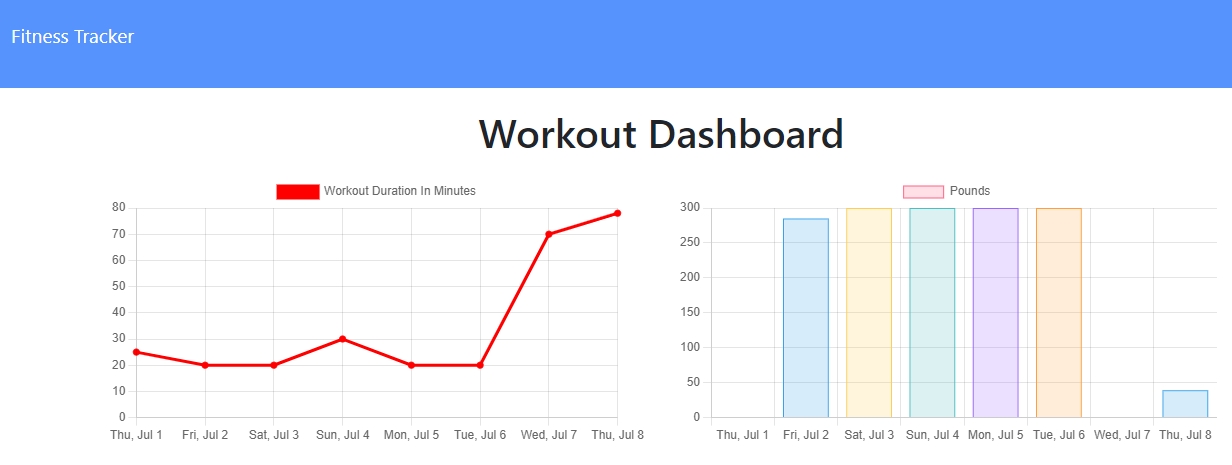 Fitness Tracker
Workout Dashboard
Workout Duration In Minutes
80
70
60
50
40
30
20
10
0
Thu, Jul 1 Fri, Jul 2 Sat, Jul 3 Sun, Jul 4 Mon, Jul 5 Tue, Jul 6 Wed, Jul 7 Thu, Jul 8
Pounds
300
250
200
150
100
50
0
Thu, Jul 1 Fri, Jul 2 Sat, Jul 3 Sun, Jul 4 Mon, Jul 5 Tue, Jul 6 Wed, Jul 7 Thu, Jul 8